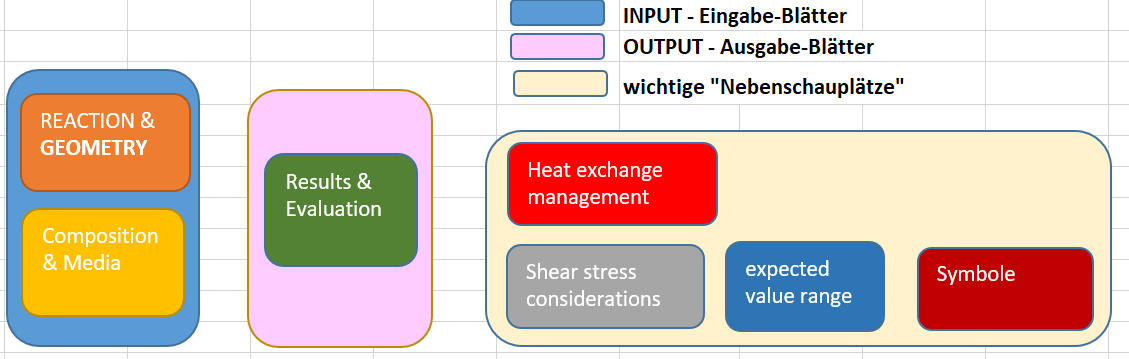 INPUT - Eingabe-Blätter
OUTPUT - Ausgabe-Blätter
wichtige "Nebenschauplätze"
REACTION &
GEOMETRY
Composition
& Media
Results &
Evaluation
Heat exchange
management
Shear stress
considerations
expected
value range
Symbole